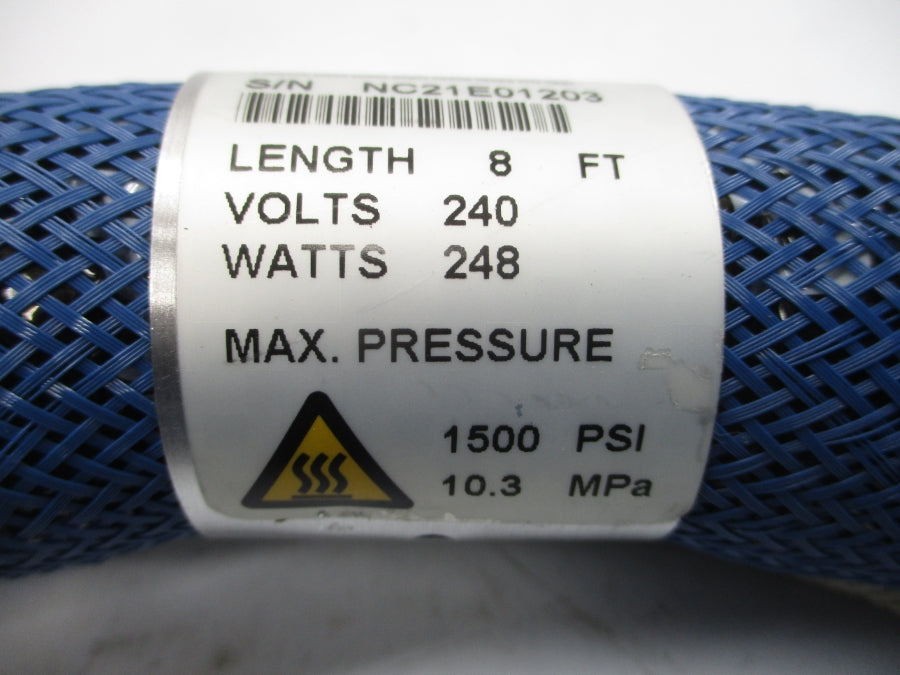 S/N NC21E01203
LENGTH 8 FT
VOLTS 240
WATTS 248
MAX. PRESSURE
1500 PSI
10.3 MPa